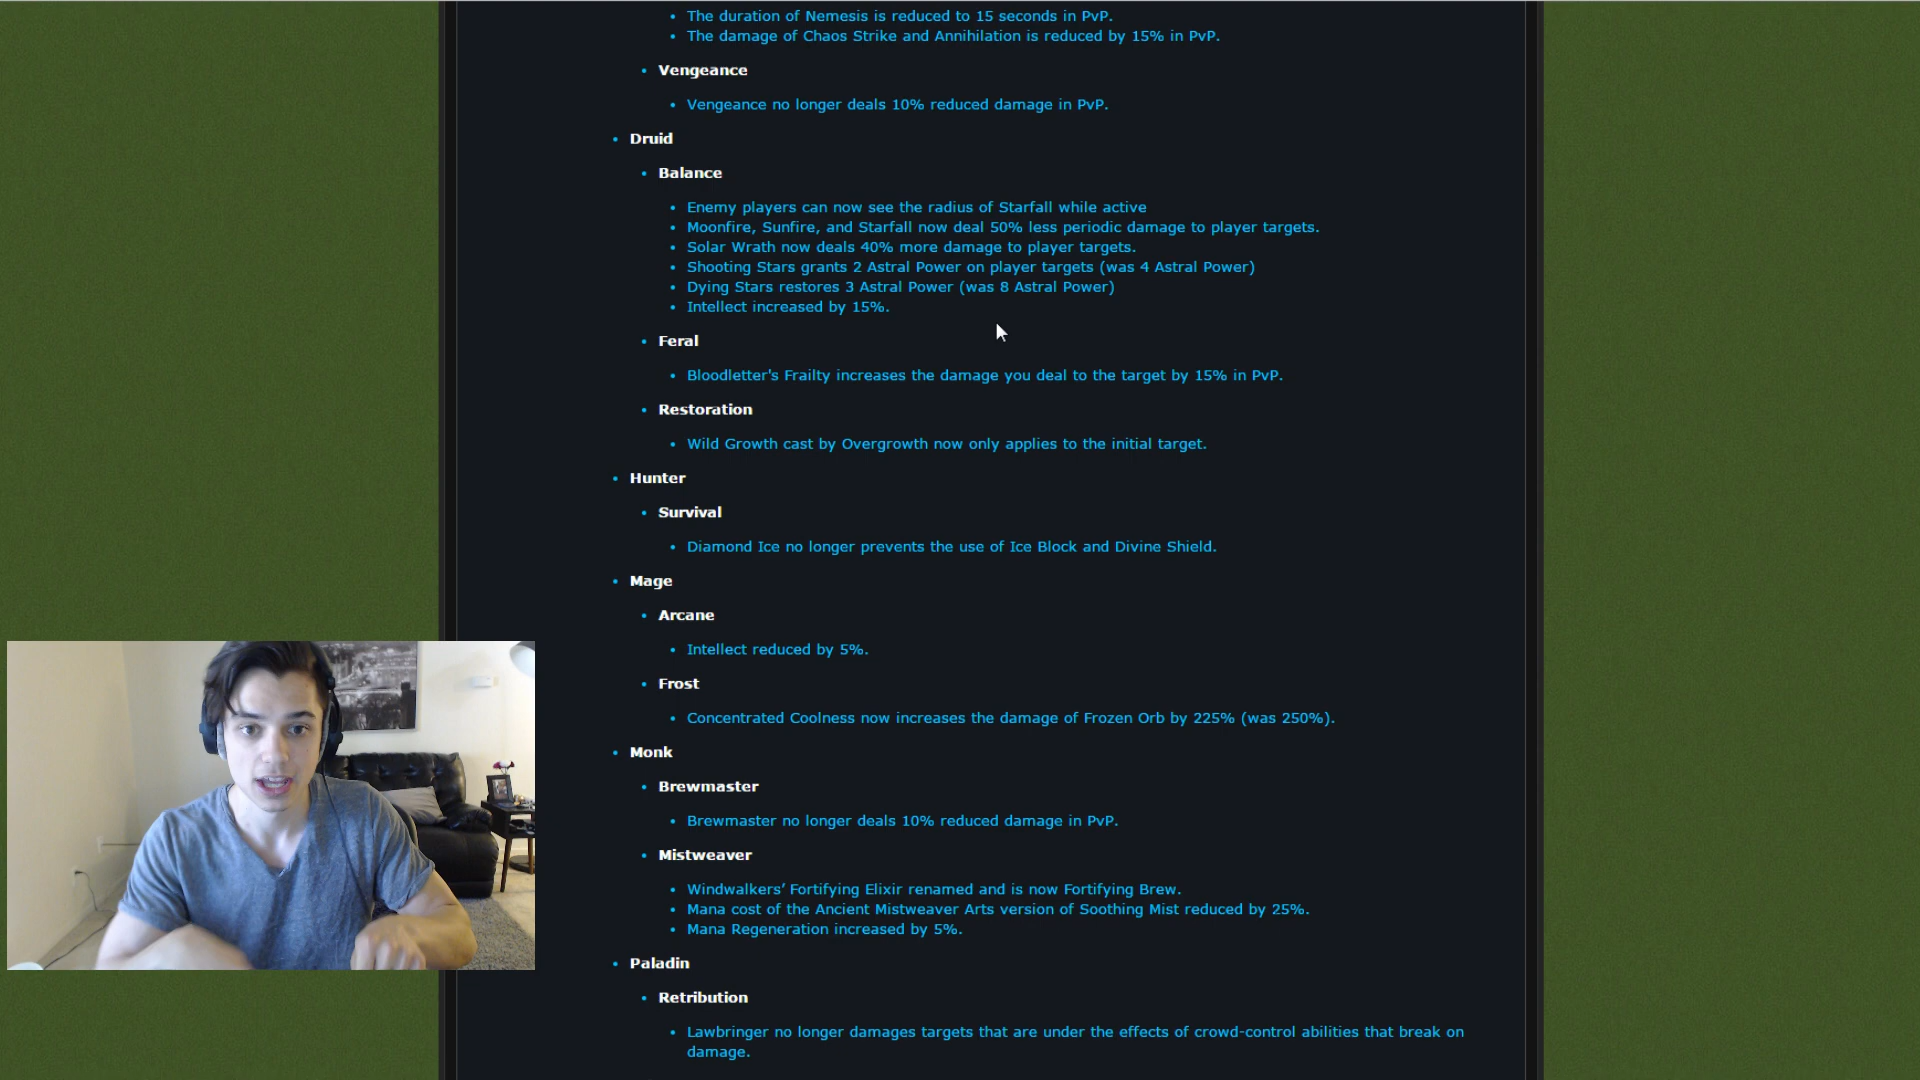 The duration of Nemesis is reduced to 15 seconds in PvP.
The damage of Chaos Strike and Annihilation is reduced by 15% in PvP.
Vengeance
Vengeance no longer deals 10% reduced damage in PvP.
Druid
Balance
Enemy players can now see the radius of Starfall while active
Moonfire, Sunfire, and Starfall now deal 50% less periodic damage to player targets.
Solar Wrath now deals 40% more damage to player targets.
Shooting Stars grants 2 Astral Power on player targets (was 4 Astral Power)
Dying Stars restores 3 Astral Power (was 8 Astral Power)
Intellect increased by 15%.
Feral
Bloodletter's Frailty increases the damage you deal to the target by 15% in PvP.
Restoration
Wild Growth cast by Overgrowth now only applies to the initial target.
Hunter
Survival
Diamond Ice no longer prevents the use of Ice Block and Divine Shield.
Mage
Arcane
Intellect reduced by 5%.
Frost
Concentrated Coolness now increases the damage of Frozen Orb by 225% (was 250%).
Monk
Brewmaster
Brewmaster no longer deals 10% reduced damage in PvP.
Mistweaver
Windwalkers’ Fortifying Elixir renamed and is now Fortifying Brew.
Mana cost of the Ancient Mistweaver Arts version of Soothing Mist reduced by 25%.
Mana Regeneration increased by 5%.
Paladin
Retribution
Lawbringer no longer damages targets that are under the effects of crowd-control abilities that break on
damage.